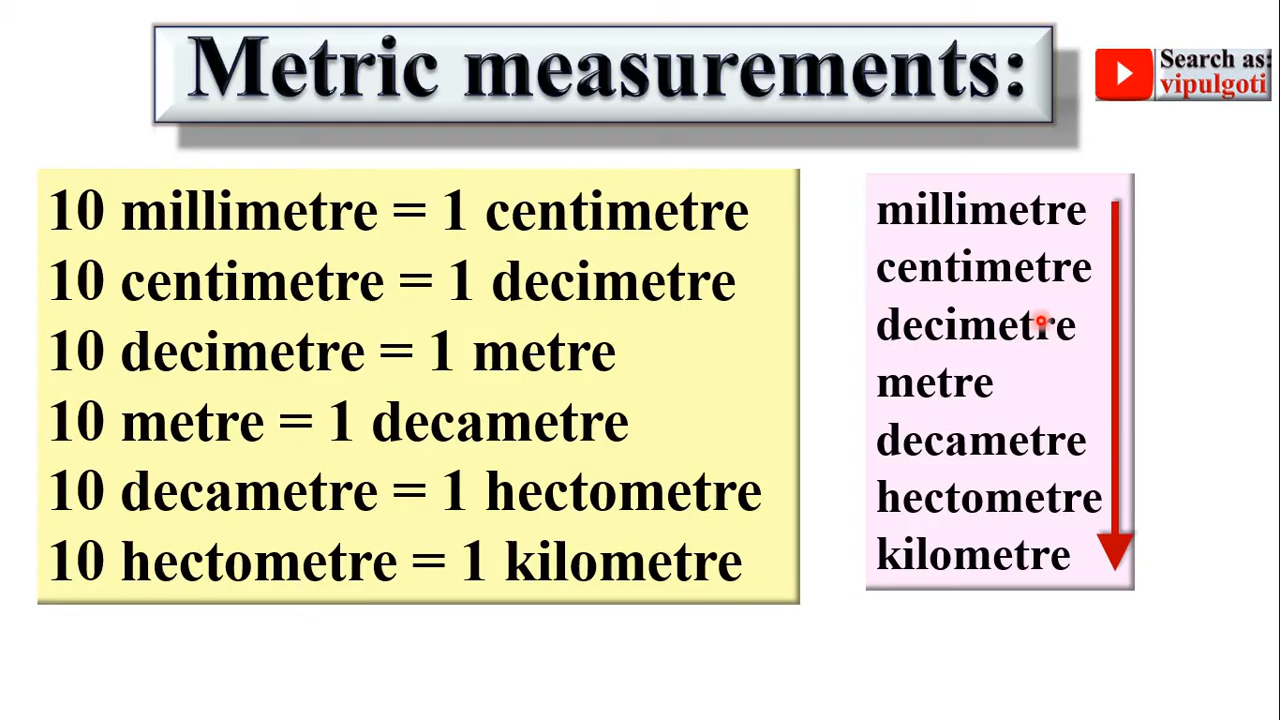 Metric measurements:
Search as:
vipulgoti
10 millimetre = 1 centimetre
10 centimetre = 1 decimetre
10 decimetre = 1 metre
10 metre = 1 decametre
10 decametre = 1 hectometre
10 hectometre = 1 kilometre
millimetre
centimetre
decimetre
metre
decametre
hectometre
kilometre